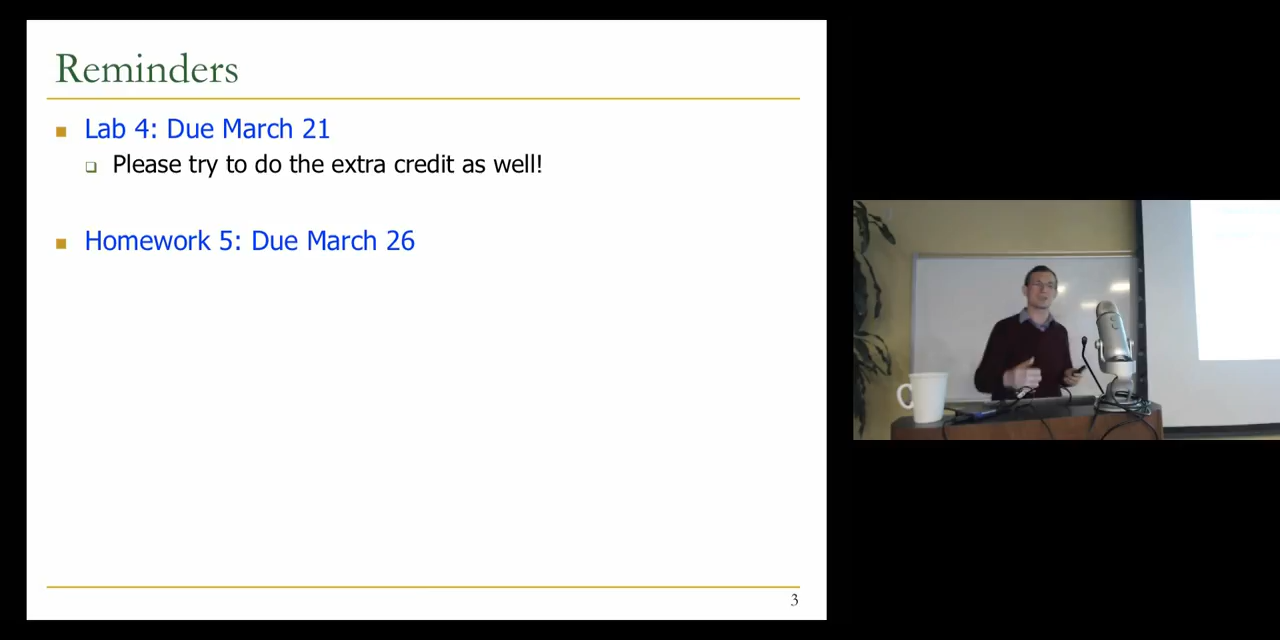 Reminders
Lab 4: Due March 21
Please try to do the extra credit as well!
Homework 5: Due March 26
3